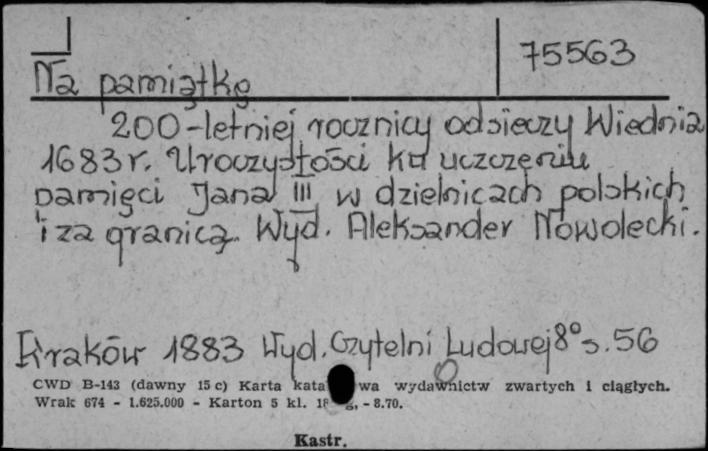 75563
Na pamiątkę
200-letniej rocznicy odsieczy Wiednia
1683r. Uroczystości ku uczczeniu
pamięci Jana III w dzielnicach polskich
i za granicą. Wyd. Aleksander Nowolecki.
Kraków 1883 Wyd. Czytelni Ludowej 8° s. 56
CWD B-143 (dawny 15 c) Karta wydawnictw zwartych i ciągłych.
Wrak 674 - 1.625.000 - Karton 5 kl. - 8.70.
Kastr.